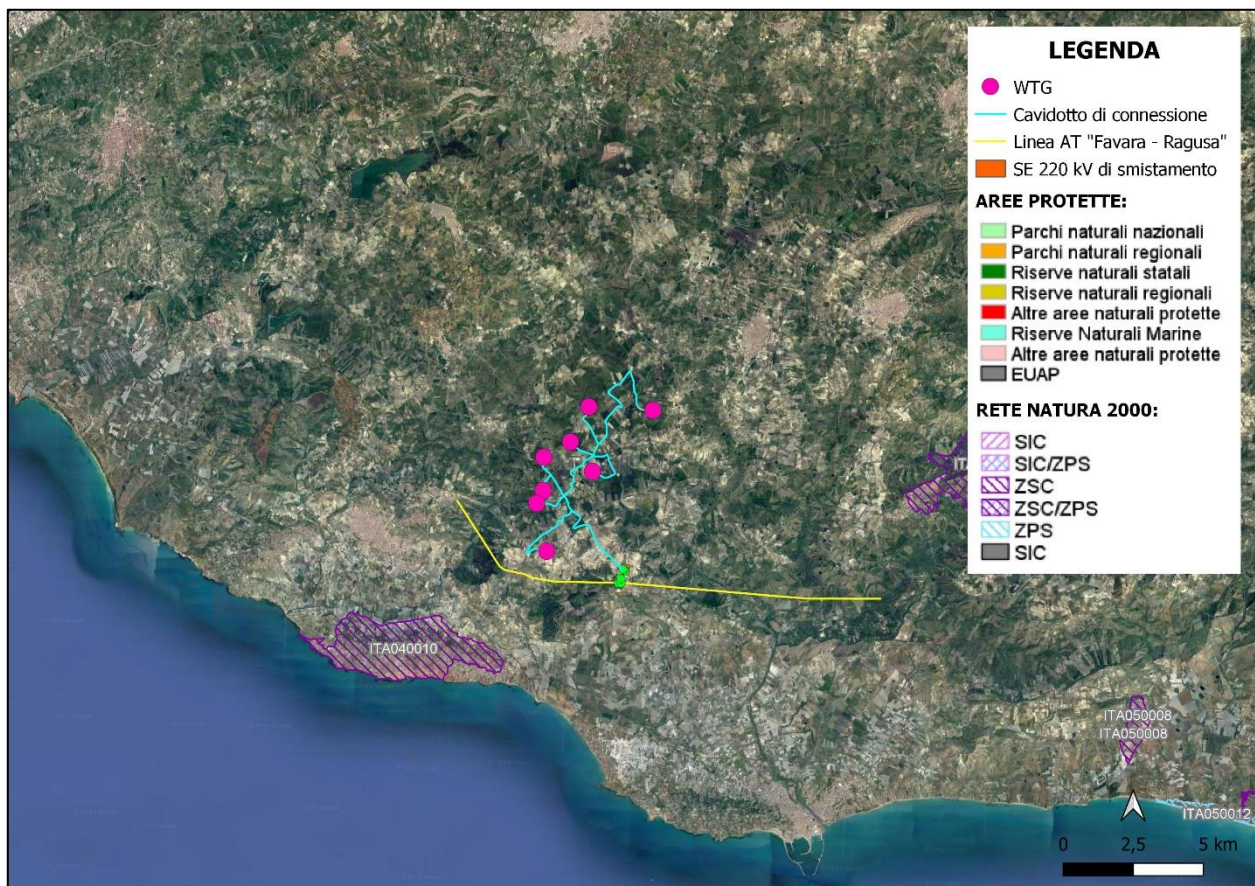 LEGENDA
WTG
Cavidotto di connessione
Linea AT "Favara - Ragusa"
SE 220 kV di smistamento
AREE PROTETTE:
Parchi naturali nazionali
Parchi naturali regionali
Riserve naturali statali
Riserve naturali regionali
Altre aree naturali protette
Riserve Naturali Marine
Altre aree naturali protette
EUAP
RETE NATURA 2000:
SIC
SIC/ZPS
ZSC
ZSC/ZPS
ZPS
SIC
ITA040010
ITA050008
ITA050008
ITA050012
0 2,5 5 km